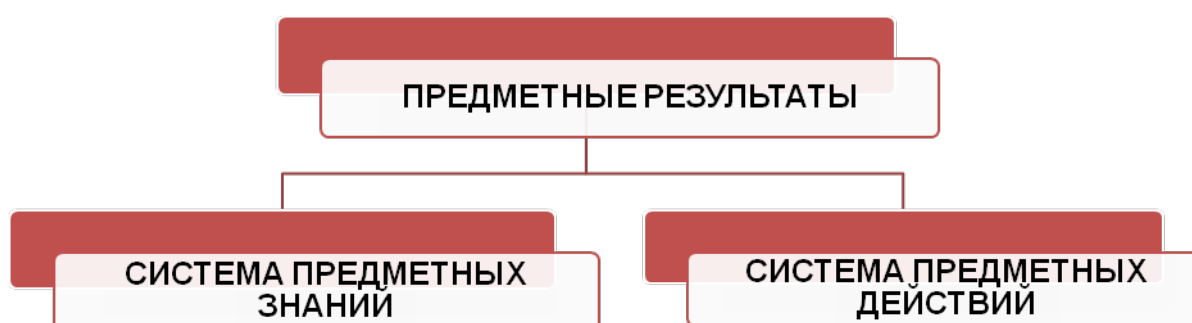 ПРЕДМЕТНЫЕ РЕЗУЛЬТАТЫ
СИСТЕМА ПРЕДМЕТНЫХ
ЗНАНИЙ
СИСТЕМА ПРЕДМЕТНЫХ
ДЕЙСТВИЙ